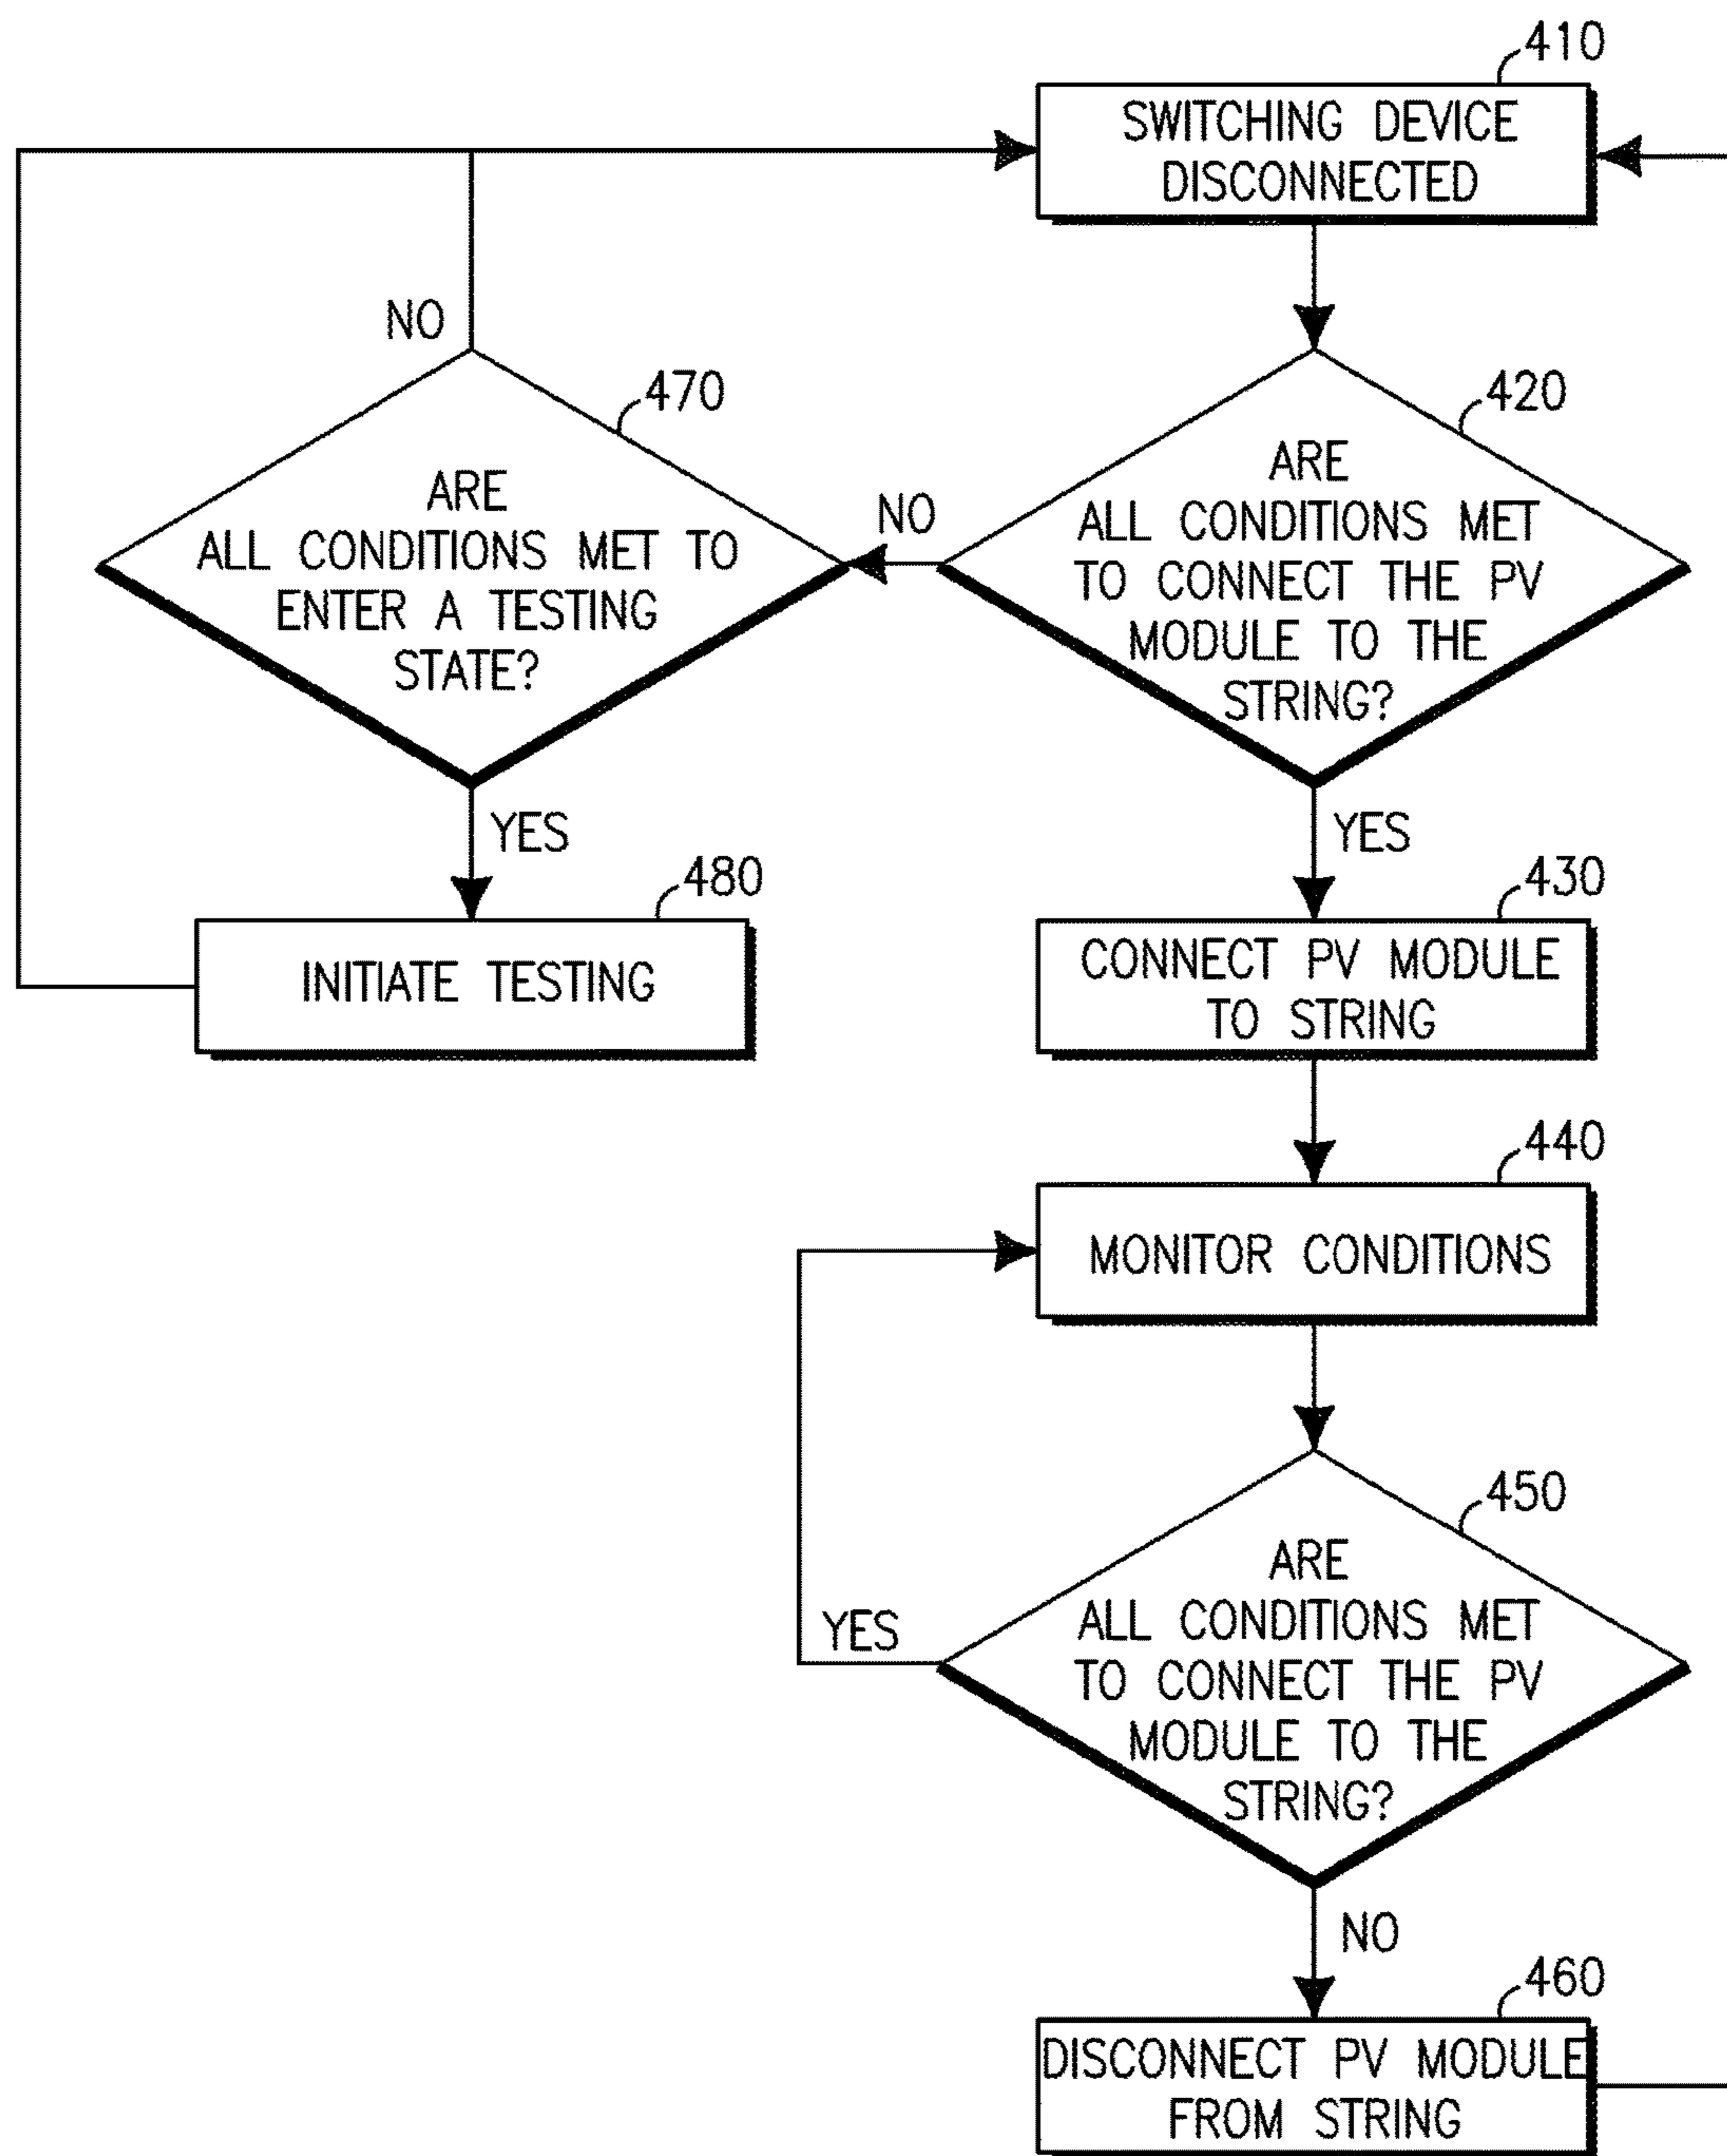 410
SWITCHING DEVICE
DISCONNECTED
NO
470
ARE
ALL CONDITIONS MET TO
ENTER A TESTING
STATE?
NO
420
ARE
ALL CONDITIONS MET
TO CONNECT THE PV
MODULE TO THE
STRING?
YES
480
INITIATE TESTING
YES
430
CONNECT PV MODULE
TO STRING
440
MONITOR CONDITIONS
450
ARE
ALL CONDITIONS MET
TO CONNECT THE PV
MODULE TO THE
STRING?
YES
NO
460
DISCONNECT PV MODULE
FROM STRING